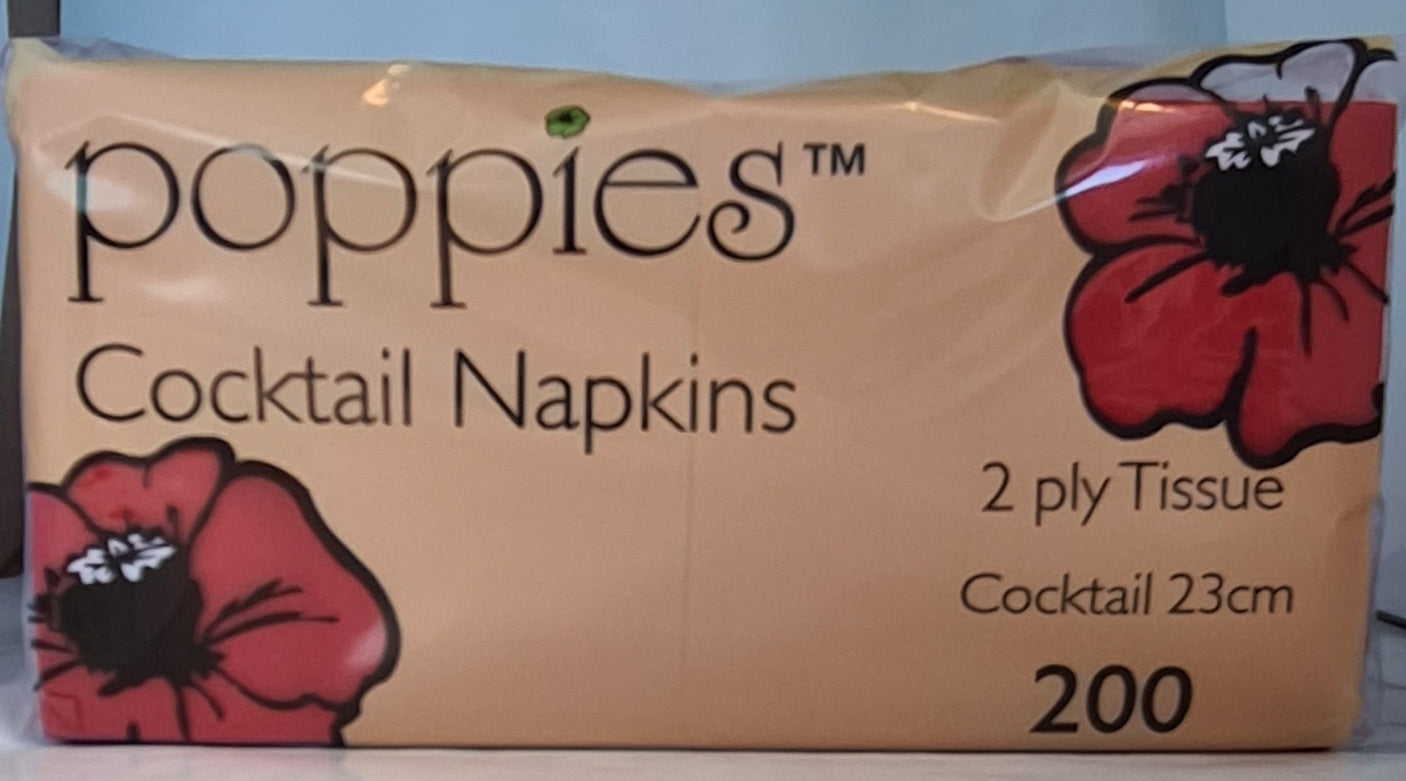 poppies™
Cocktail Napkins
2 ply Tissue
Cocktail 23cm
200